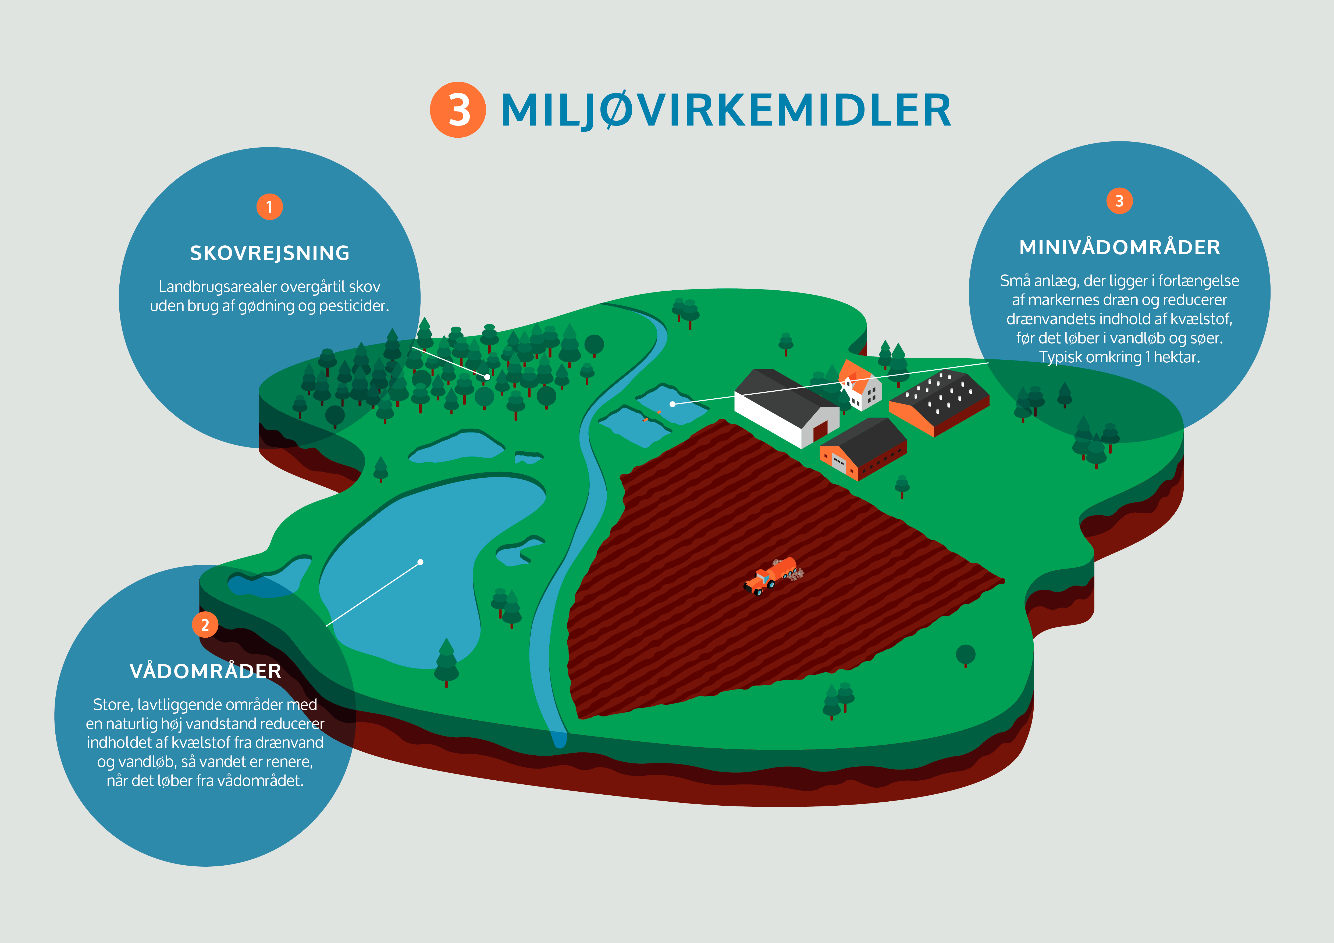 3 MILJØVIRKEMIDLER
1
SKOVREJSNING
Landbrugsarealer overgårtil skov
uden brug af gødning og pesticider.
3
MINIVÅDOMRÅDER
Små anlæg, der ligger i forlængelse
af markernes dræn og reducerer
drænvandets indhold af kvælstof,
før det løber i vandløb og søer.
Typisk omkring 1 hektar.
2
VÅDOMRÅDER
Store, lavtliggende områder med
en naturlig høj vandstand reducerer
indholdet af kvælstof fra drænvand
og vandløb, så vandet er renere,
når det løber fra vådområdet.